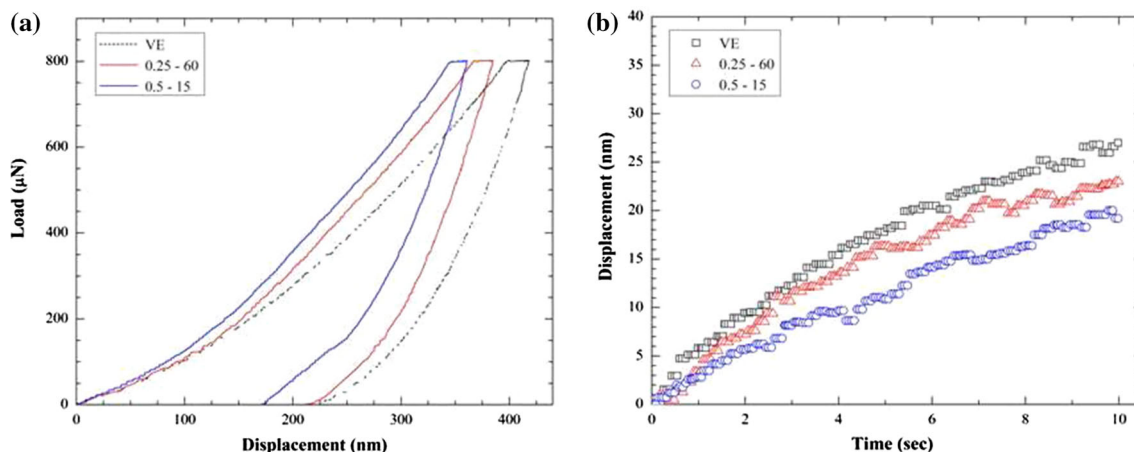 (a)
VE
0.25 - 60
0.5 - 15
800
600
400
200
0
Load (μN)
0 100 200 300 400
Displacement (nm)
(b)
VE
0.25 - 60
0.5 - 15
40
35
30
25
20
15
10
5
0
Displacement (nm)
0 2 4 6 8 10
Time (sec)